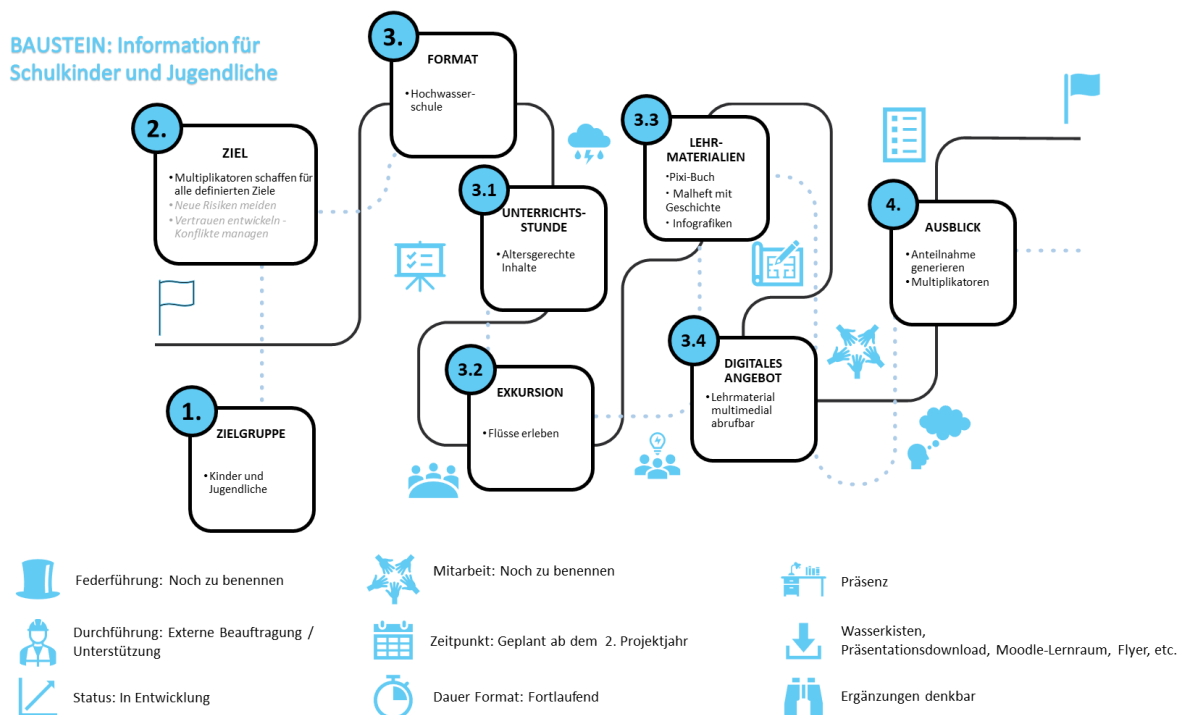 BAUSTEIN: Information für
Schulkinder und Jugendliche
1.
ZIELGRUPPE
• Kinder und
Jugendliche
2.
ZIEL
• Multiplikatoren schaffen für
alle definierten Ziele
• Neue Risiken meiden
• Vertrauen entwickeln -
Konflikte managen
3.
FORMAT
• Hochwasser-
schule
3.1
UNTERRICHTS-
STUNDE
• Altersgerechte
Inhalte
3.2
EXKURSION
• Flüsse erleben
3.3
LEHR-
MATERIALIEN
• Pixi-Buch
• Malheft mit
Geschichte
• Infografiken
3.4
DIGITALES
ANGEBOT
• Lehrmaterial
multimedial
abrufbar
4.
AUSBLICK
• Anteilnahme
generieren
• Multiplikatoren
Federführung: Noch zu benennen
Durchführung: Externe Beauftragung /
Unterstützung
Status: In Entwicklung
Mitarbeit: Noch zu benennen
Zeitpunkt: Geplant ab dem 2. Projektjahr
Dauer Format: Fortlaufend
Präsenz
Wasserkisten,
Präsentationsdownload, Moodle-Lernraum, Flyer, etc.
Ergänzungen denkbar